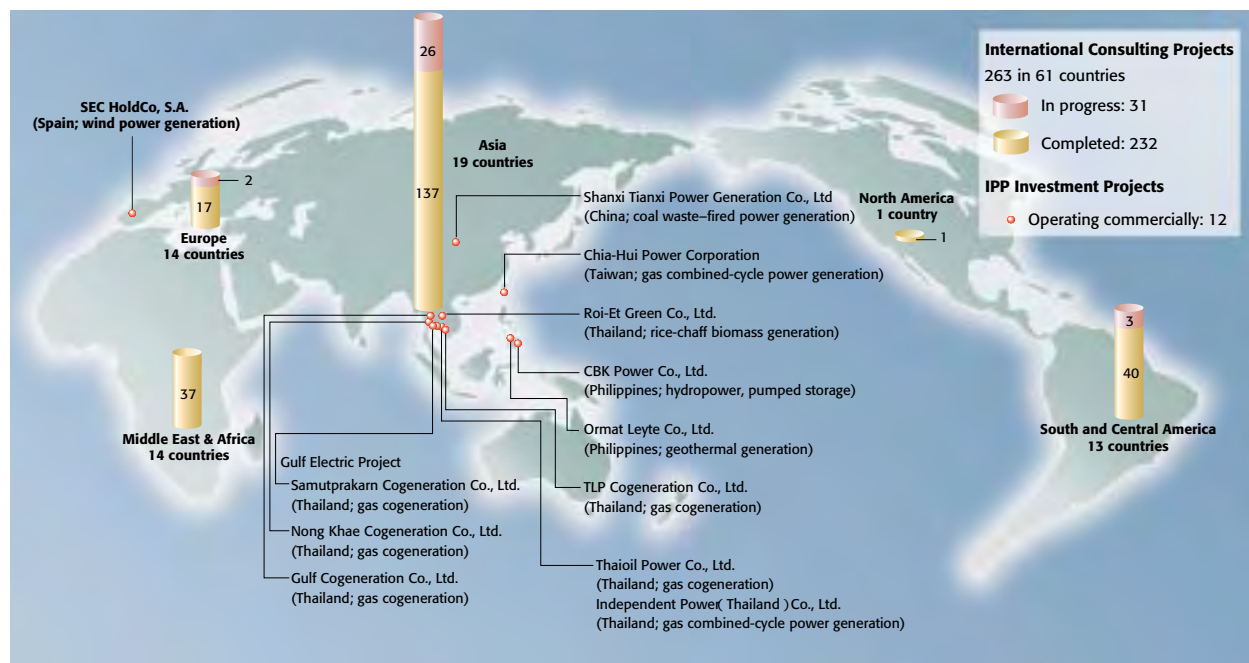 International Consulting Projects
263 in 61 countries
In progress: 31
Completed: 232
IPP Investment Projects
Operating commercially: 12
SEC HoldCo, S.A.
(Spain; wind power generation)
2
17
Europe
14 countries
26
137
Asia
19 countries
37
Middle East & Africa
14 countries
North America
1 country
1
3
40
South and Central America
13 countries
Shanxi Tianxi Power Generation Co., Ltd
(China; coal waste–fired power generation)
Chia-Hui Power Corporation
(Taiwan; gas combined-cycle power generation)
Roi-Et Green Co., Ltd.
(Thailand; rice-chaff biomass generation)
CBK Power Co., Ltd.
(Philippines; hydropower, pumped storage)
Ormat Leyte Co., Ltd.
(Philippines; geothermal generation)
TLP Cogeneration Co., Ltd.
(Thailand; gas cogeneration)
Thaioil Power Co., Ltd.
(Thailand; gas cogeneration)
Independent Power( Thailand ) Co., Ltd.
(Thailand; gas combined-cycle power generation)
Gulf Electric Project
Samutprakarn Cogeneration Co., Ltd.
(Thailand; gas cogeneration)
Nong Khae Cogeneration Co., Ltd.
(Thailand; gas cogeneration)
Gulf Cogeneration Co., Ltd.
(Thailand; gas cogeneration)